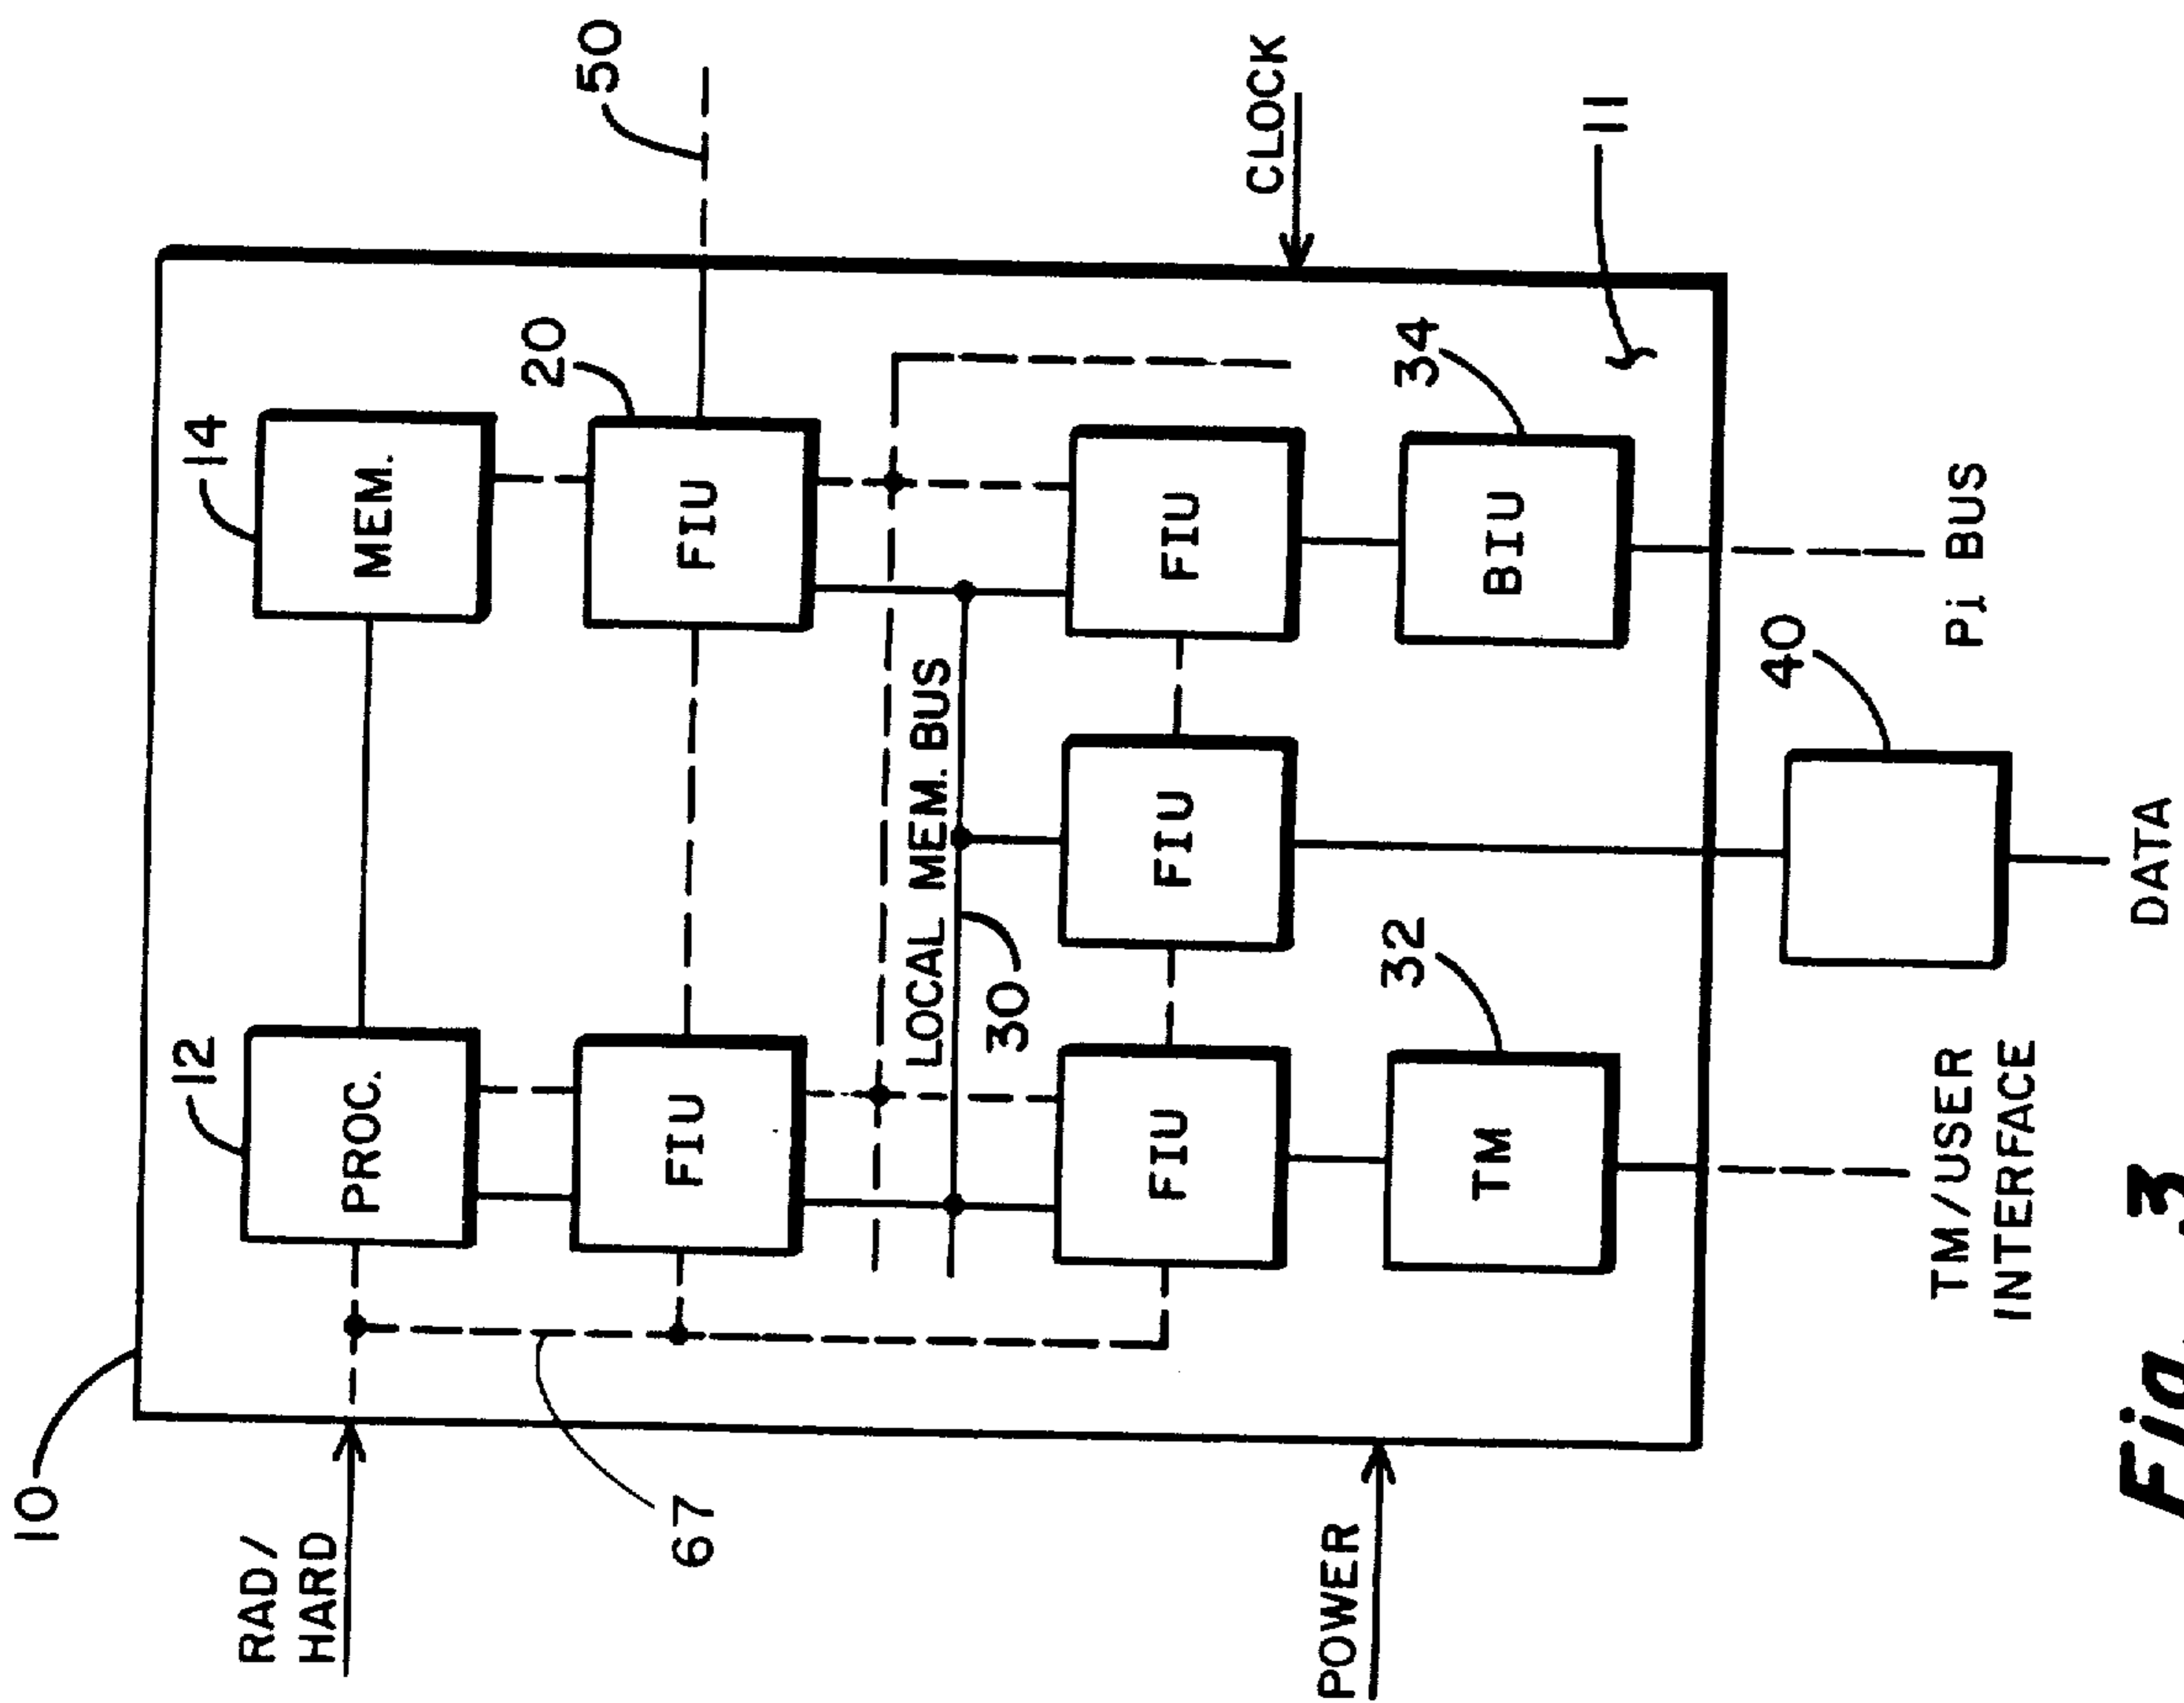 10
12
14
RAD/
HARD
PROC.
MEM.
50
20
67
FIU
FIU
LOCAL MEM. BUS
30
FIU
FIU
FIU
CLOCK
POWER
32
34
TM
BIU
11
40
TM/USER
INTERFACE
Pi BUS
DATA
Fig. 3